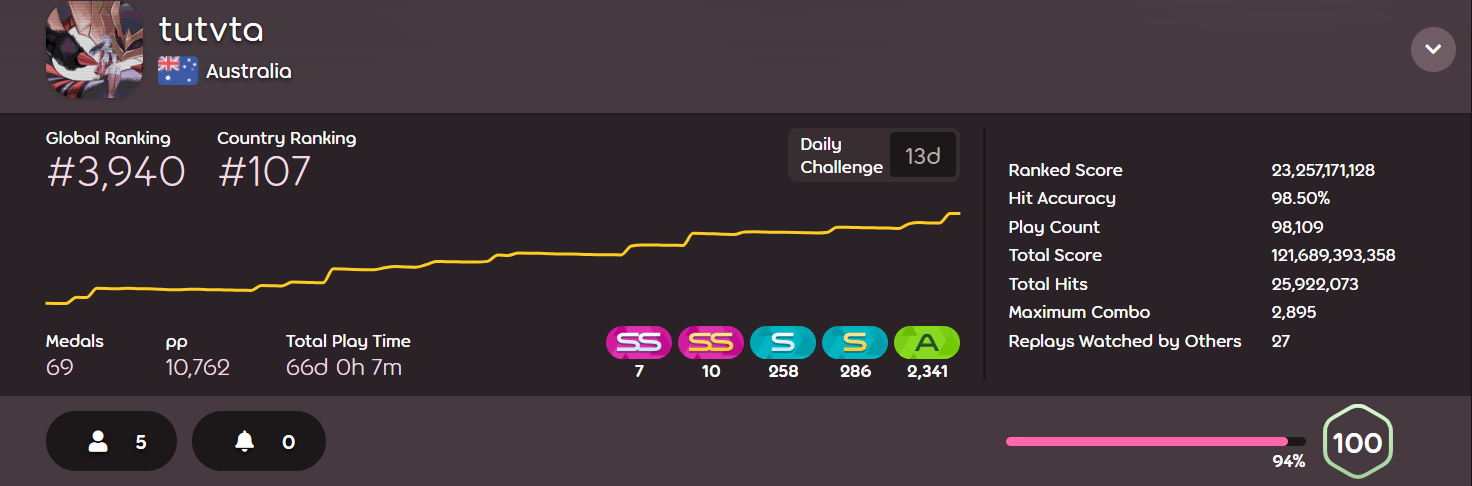 tutvta
Australia
Global Ranking
#3,940
Country Ranking
#107
Daily
Challenge
13d
Medals
69
pp
10,762
Total Play Time
66d 0h 7m
SS
7
SS
10
S
258
S
286
A
2,341
Ranked Score 23,257,171,128
Hit Accuracy 98.50%
Play Count 98,109
Total Score 121,689,393,358
Total Hits 25,922,073
Maximum Combo 2,895
Replays Watched by Others 27
5
0
94%
100